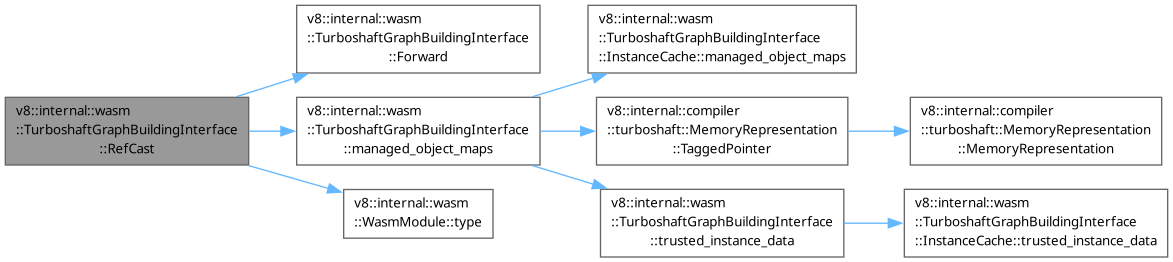 v8::internal::wasm
::TurboshaftGraphBuildingInterface
::RefCast
v8::internal::wasm
::TurboshaftGraphBuildingInterface
::Forward
v8::internal::wasm
::TurboshaftGraphBuildingInterface
::managed_object_maps
v8::internal::wasm
::WasmModule::type
v8::internal::wasm
::TurboshaftGraphBuildingInterface
::InstanceCache::managed_object_maps
v8::internal::compiler
::turboshaft::MemoryRepresentation
::TaggedPointer
v8::internal::wasm
::TurboshaftGraphBuildingInterface
::trusted_instance_data
v8::internal::compiler
::turboshaft::MemoryRepresentation
::MemoryRepresentation
v8::internal::wasm
::TurboshaftGraphBuildingInterface
::InstanceCache::trusted_instance_data